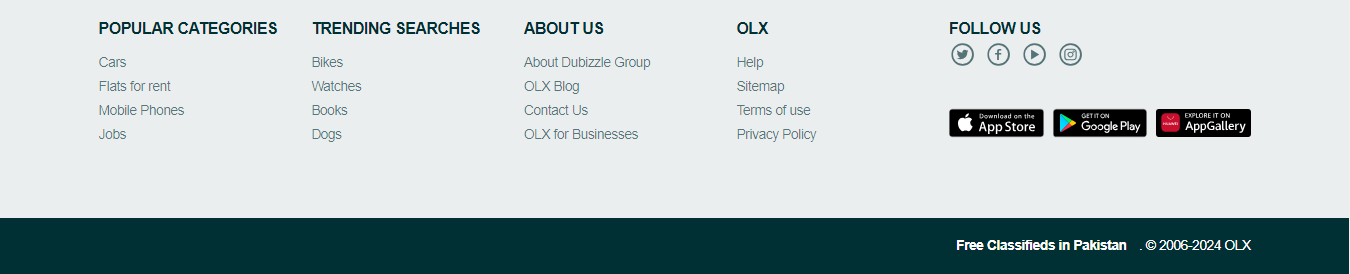 POPULAR CATEGORIES
Cars
Flats for rent
Mobile Phones
Jobs
TRENDING SEARCHES
Bikes
Watches
Books
Dogs
ABOUT US
About Dubizzle Group
OLX Blog
Contact Us
OLX for Businesses
OLX
Help
Sitemap
Terms of use
Privacy Policy
FOLLOW US
Download on the
App Store
GET IT ON
Google Play
HUAWEI
EXPLORE IT ON
AppGallery
Free Classifieds in Pakistan . © 2006-2024 OLX